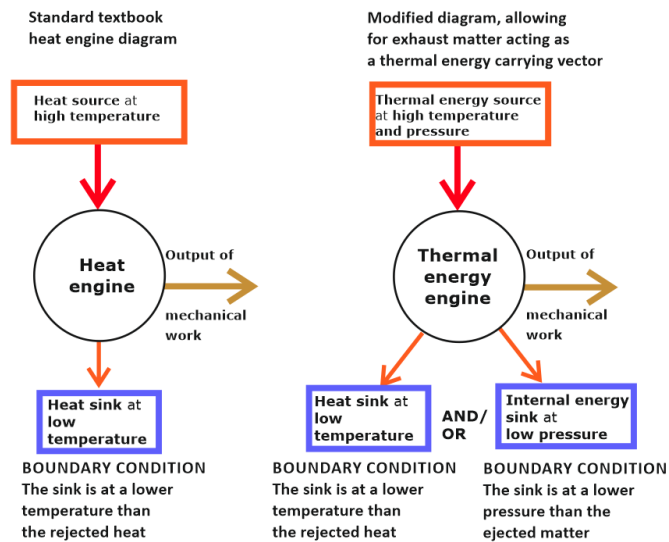 Standard textbook
heat engine diagram
Heat source at
high temperature
Heat
engine
Output of
mechanical
work
Heat sink at
low
temperature
BOUNDARY CONDITION
The sink is at a lower
temperature than
the rejected heat
Modified diagram, allowing
for exhaust matter acting as
a thermal energy carrying vector
Thermal energy source
at high temperature
and pressure
Thermal
energy
engine
Output of
mechanical
work
Heat sink at
low
temperature
AND/
OR
Internal energy
sink at
low pressure
BOUNDARY CONDITION
The sink is at a lower
temperature than
the rejected heat
BOUNDARY CONDITION
The sink is at a lower
pressure than the
ejected matter